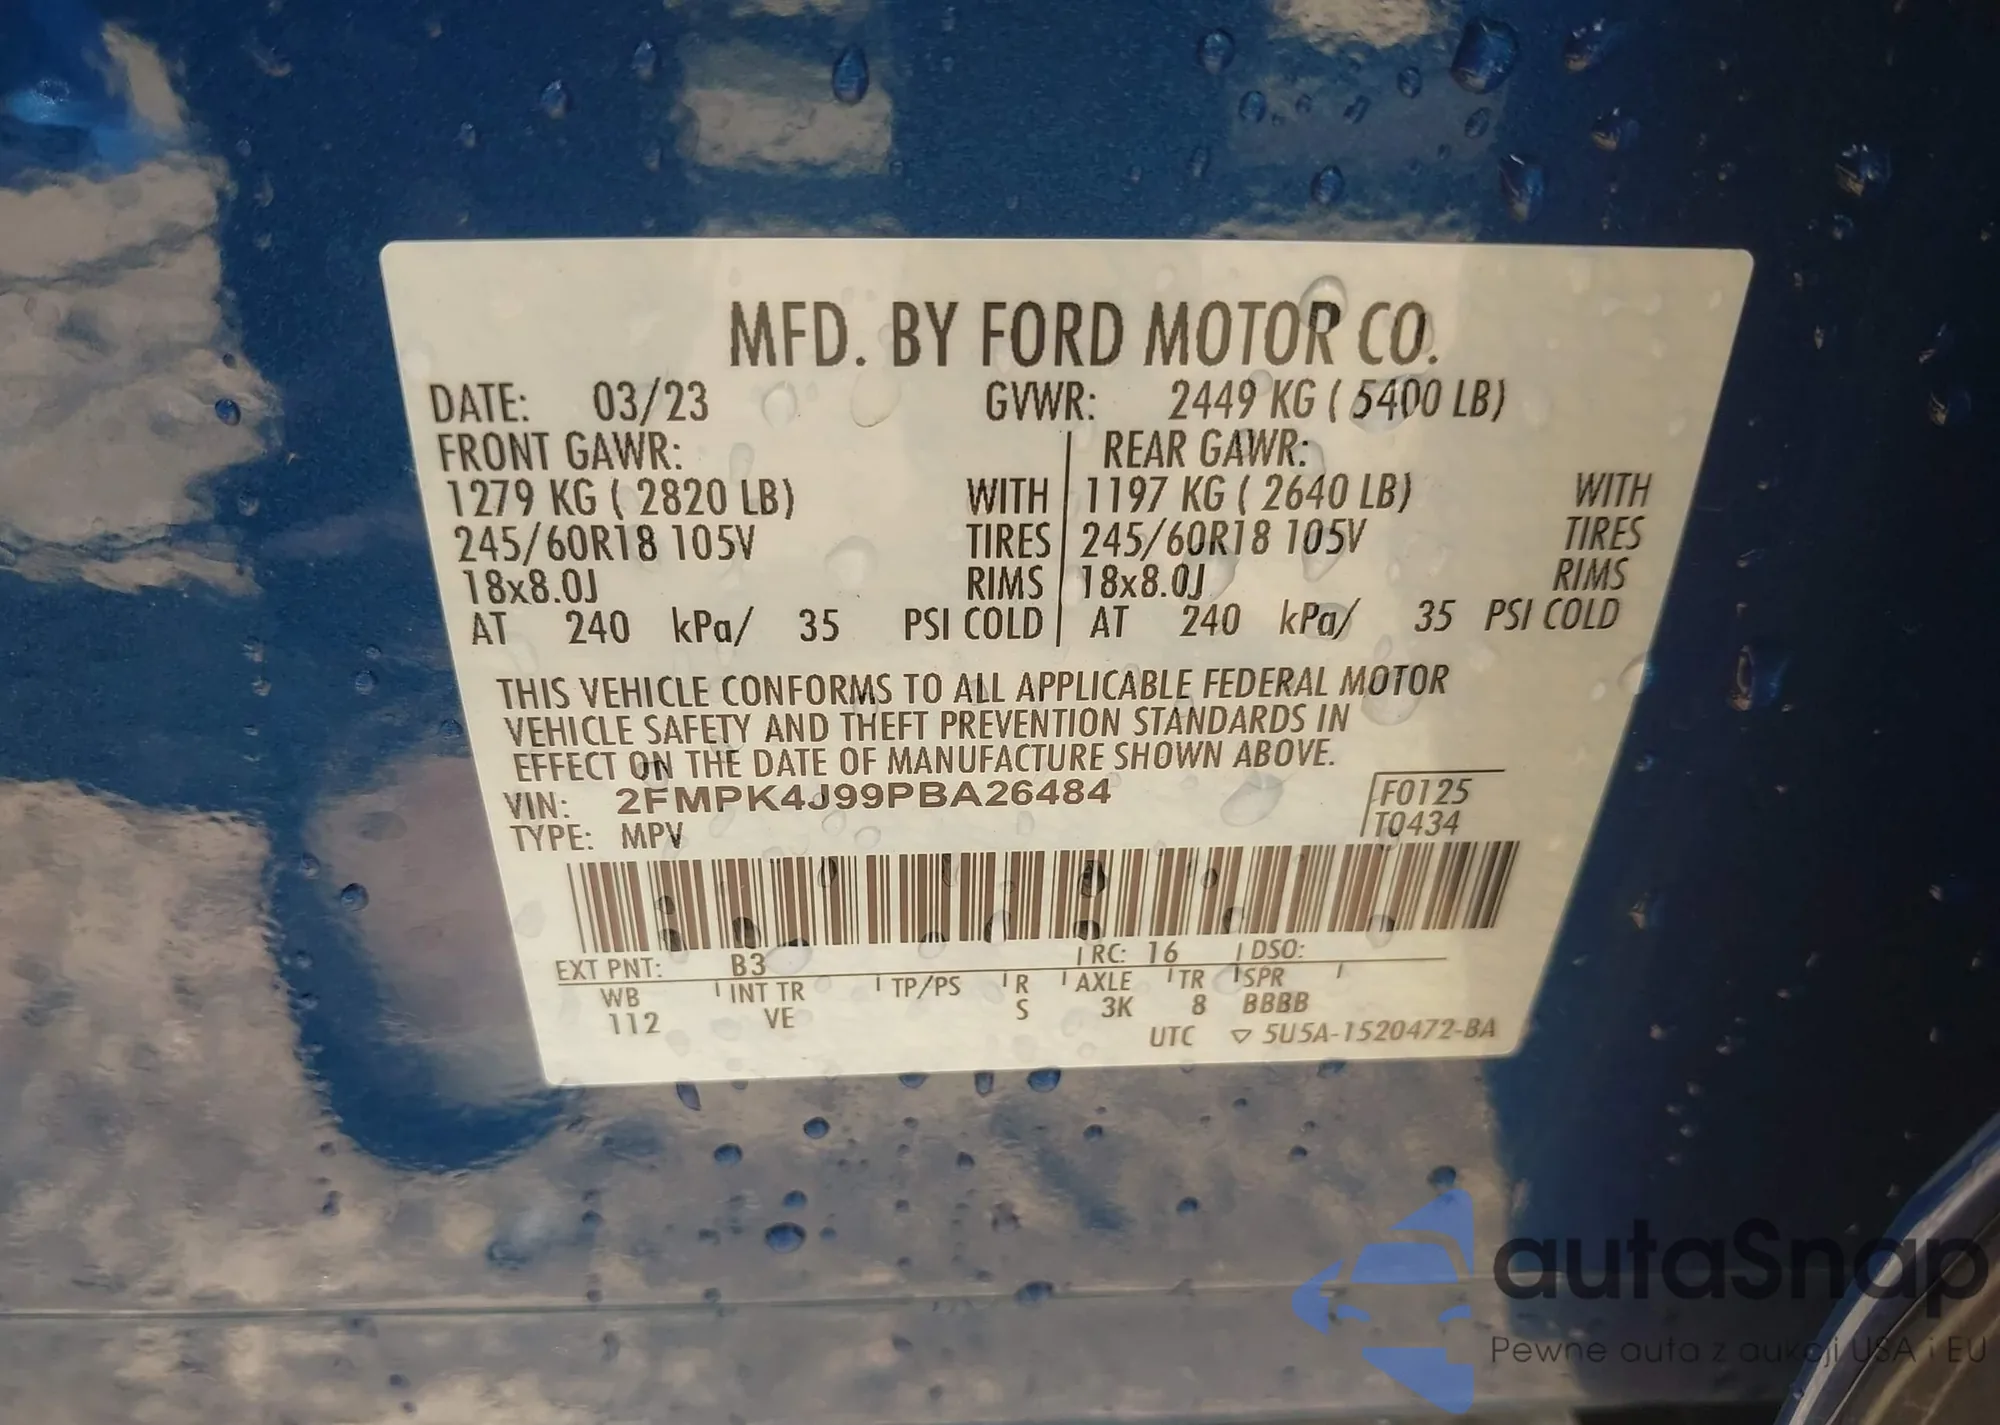 MFD. BY FORD MOTOR CO.
DATE: 03/23 GVWR: 2449 KG ( 5400 LB)
FRONT GAWR: REAR GAWR:
1279 KG ( 2820 LB) WITH 1197 KG ( 2640 LB) WITH
245/60R18 105V TIRES 245/60R18 105V TIRES
18x8.0J RIMS 18x8.0J RIMS
AT 240 kPa/ 35 PSI COLD AT 240 kPa/ 35 PSI COLD
THIS VEHICLE CONFORMS TO ALL APPLICABLE FEDERAL MOTOR
VEHICLE SAFETY AND THEFT PREVENTION STANDARDS IN
EFFECT ON THE DATE OF MANUFACTURE SHOWN ABOVE.
VIN: 2FMPK4J99PBA26484 F0125
TYPE: MPV T0434
EXT PNT: B3 RC: 16 DSO:
WB INT TR TP/PS R AXLE TR SPR
112 VE S 3K 8 BBBB
UTC ▽ 5U5A-1520472-BA
autaSnap
Pewne auta z aukcji USA i EU